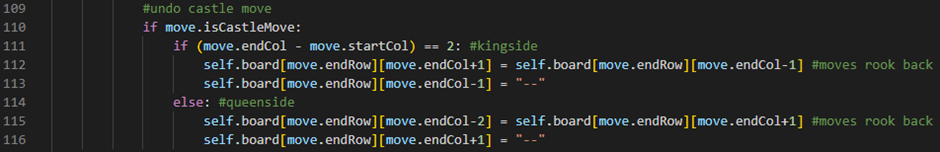 109 #undo castle move
110 if move.isCastleMove:
111 if (move.endCol - move.startCol) == 2: #kingside
112 self.board[move.endRow][move.endCol+1] = self.board[move.endRow][move.endCol-1] #moves rook back
113 self.board[move.endRow][move.endCol-1] = "--"
114 else: #queenside
115 self.board[move.endRow][move.endCol-2] = self.board[move.endRow][move.endCol+1] #moves rook back
116 self.board[move.endRow][move.endCol+1] = "--"